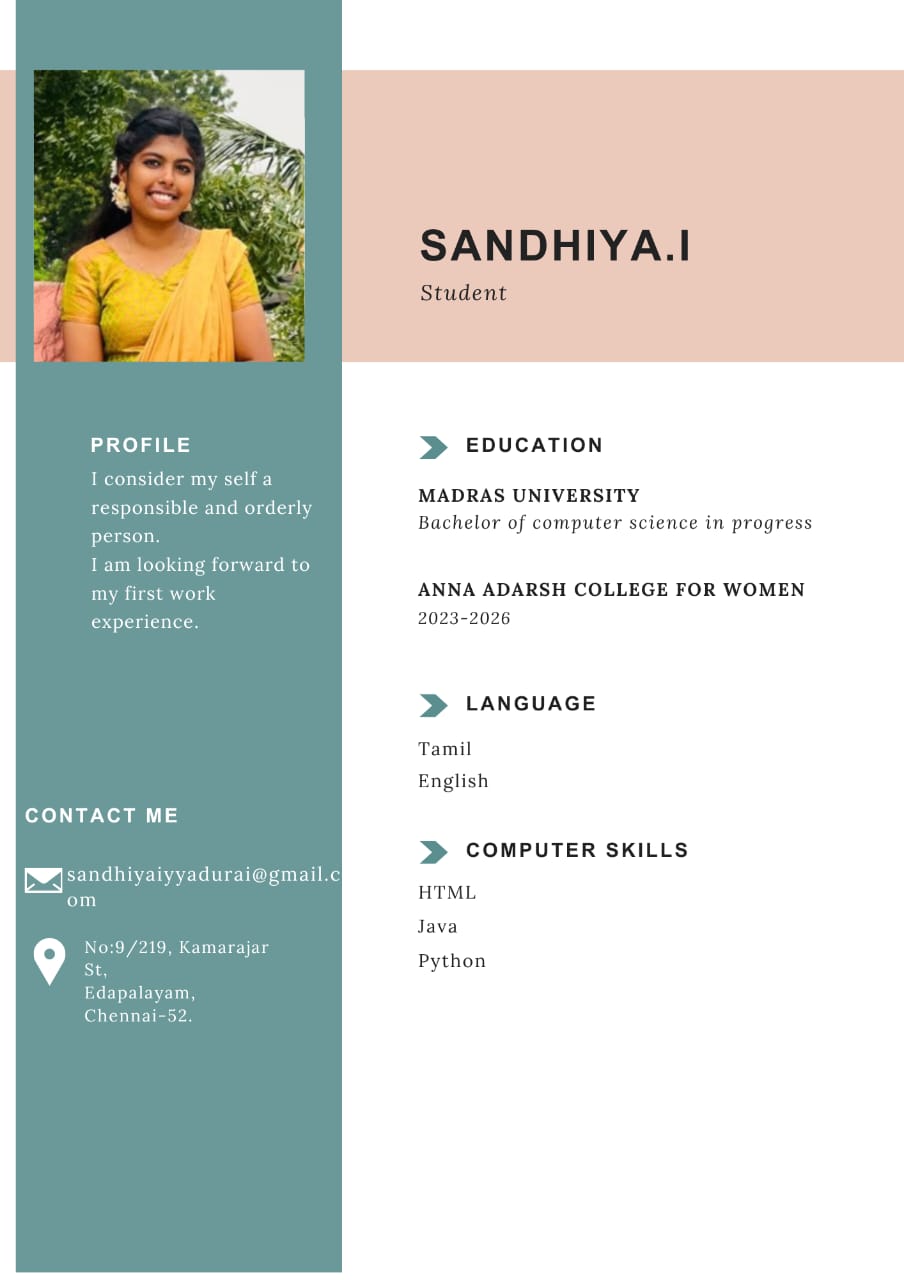 SANDHIYA.I
Student
PROFILE
I consider my self a
responsible and orderly
person.
I am looking forward to
my first work
experience.
CONTACT ME
sandhiyaiyyadurai@gmail.c
om
No:9/219, Kamarajar
St,
Edapalayam,
Chennai-52.
EDUCATION
MADRAS UNIVERSITY
Bachelor of computer science in progress
ANNA ADARSH COLLEGE FOR WOMEN
2023-2026
LANGUAGE
Tamil
English
COMPUTER SKILLS
HTML
Java
Python